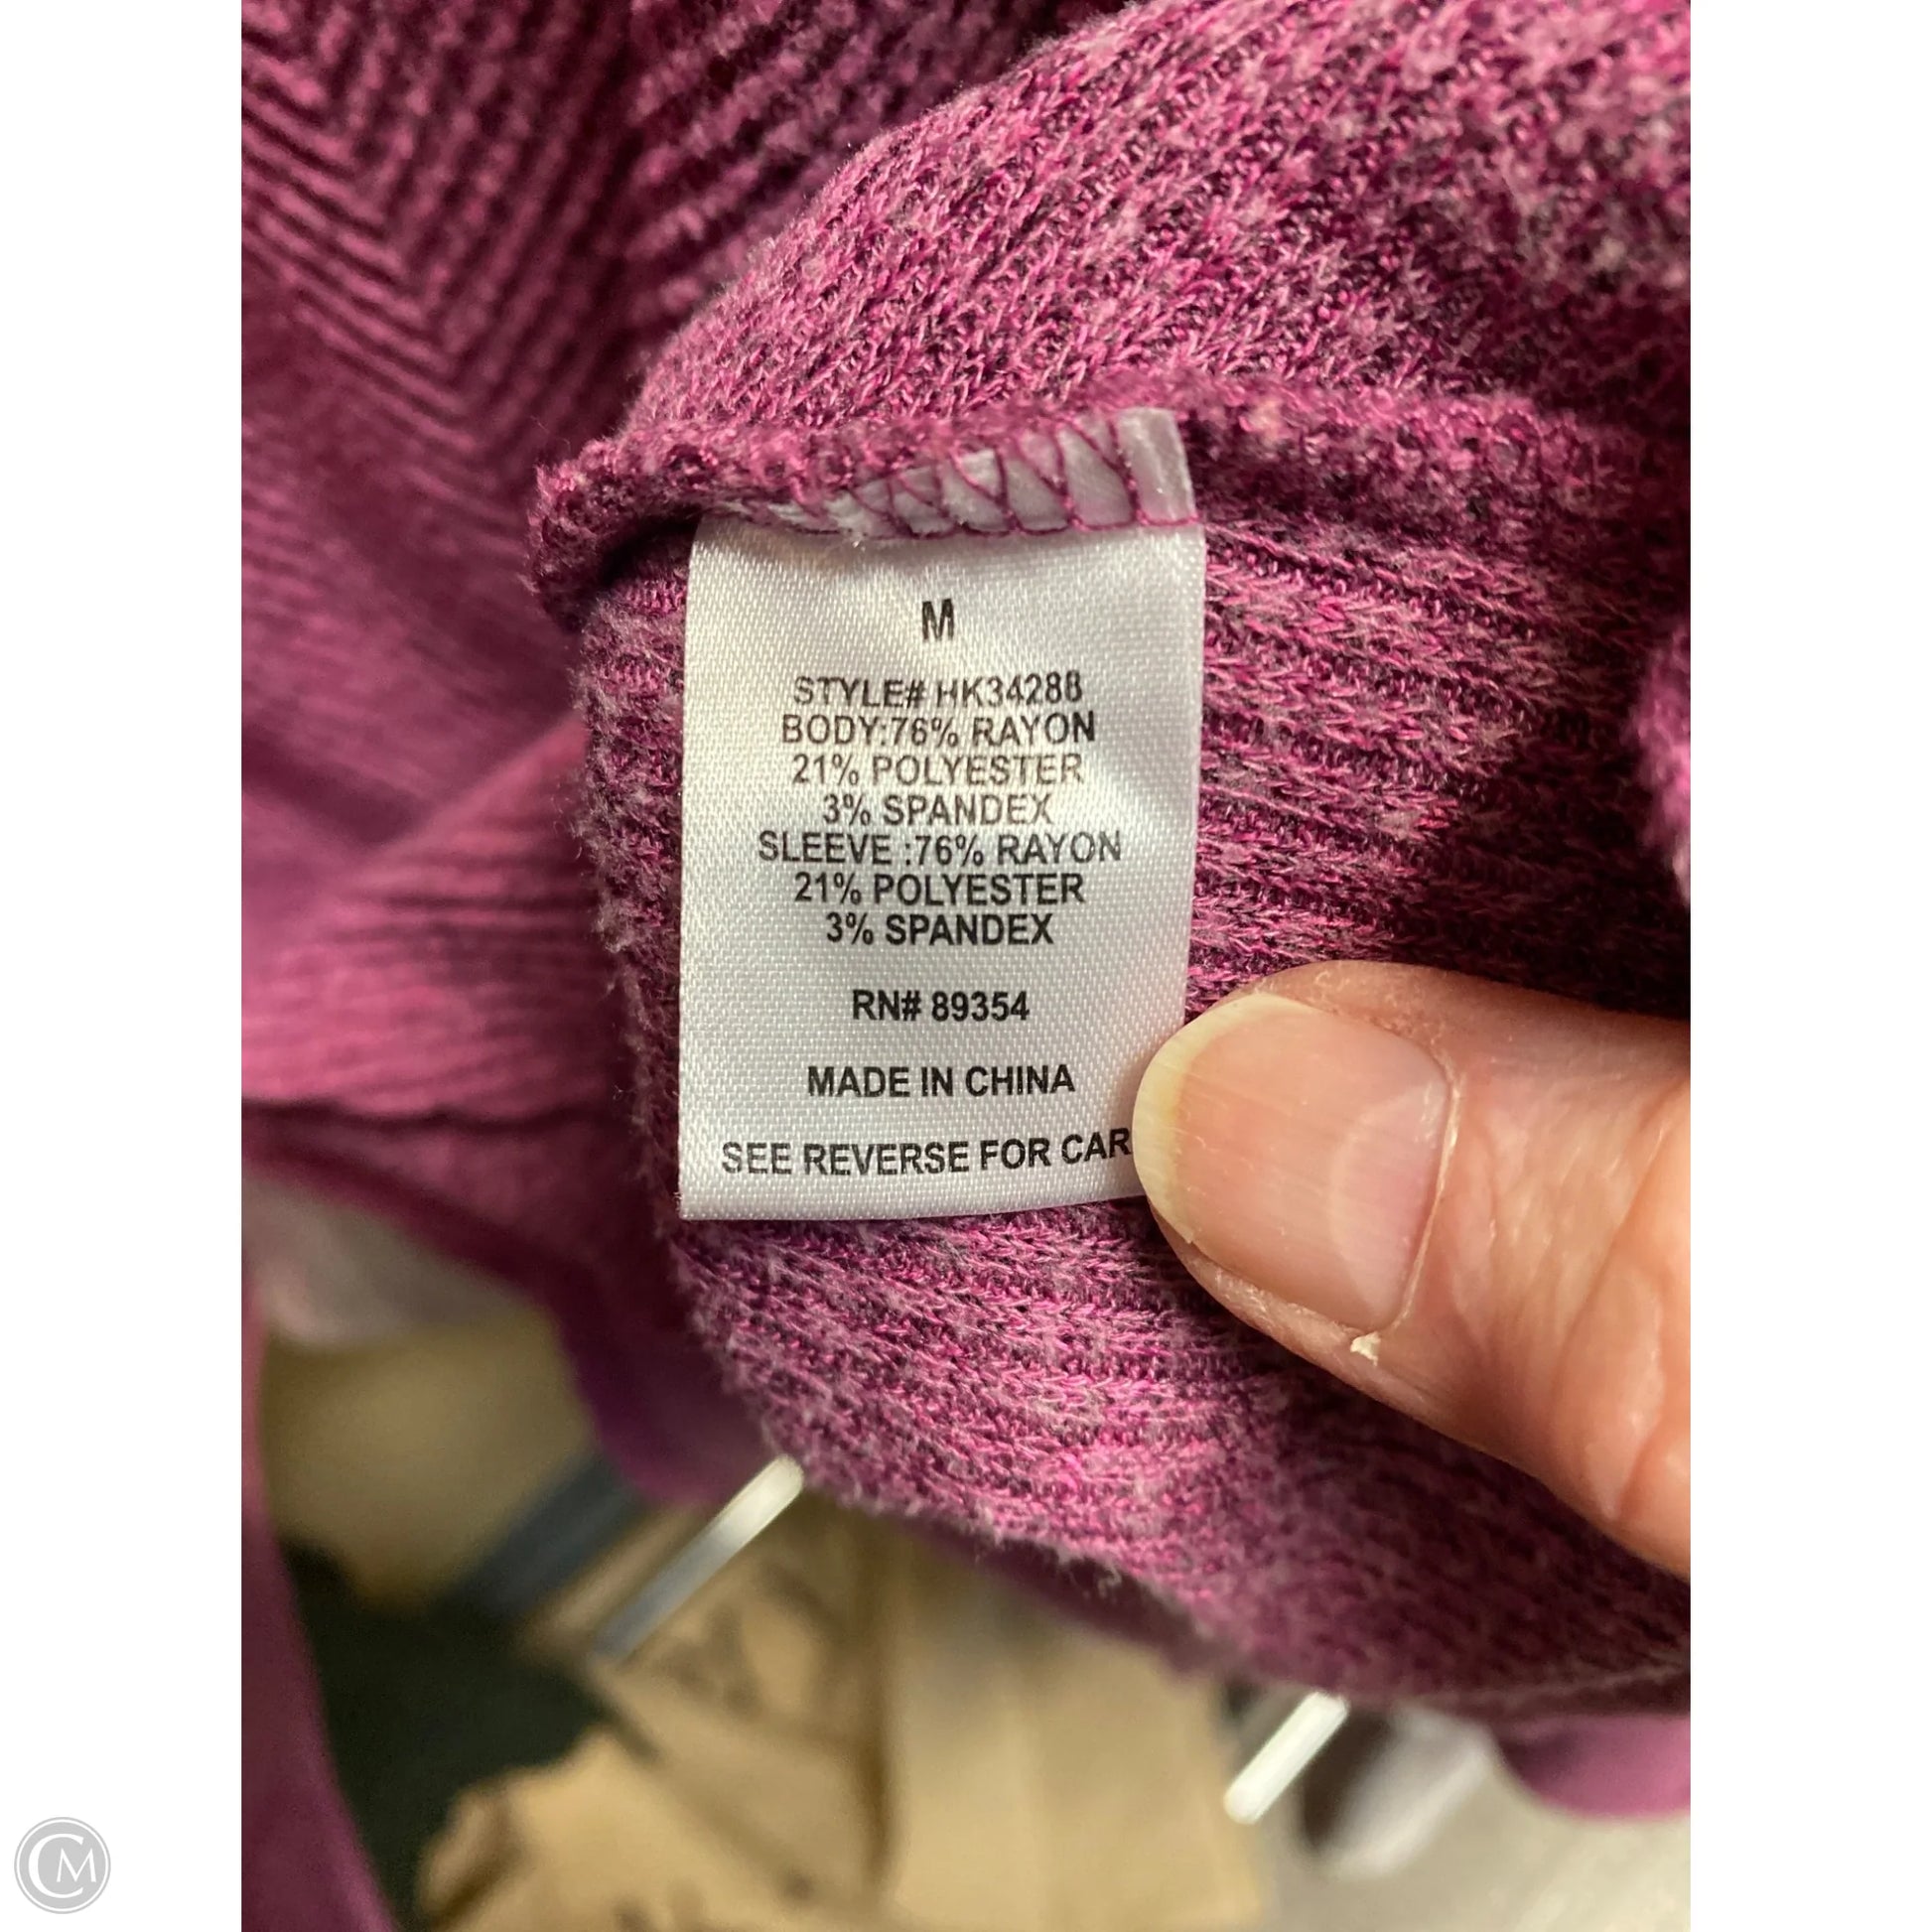 M
STYLE# HK34288
BODY:76% RAYON
21% POLYESTER
3% SPANDEX
SLEEVE :76% RAYON
21% POLYESTER
3% SPANDEX
RN# 89354
MADE IN CHINA
SEE REVERSE FOR CAR
CM